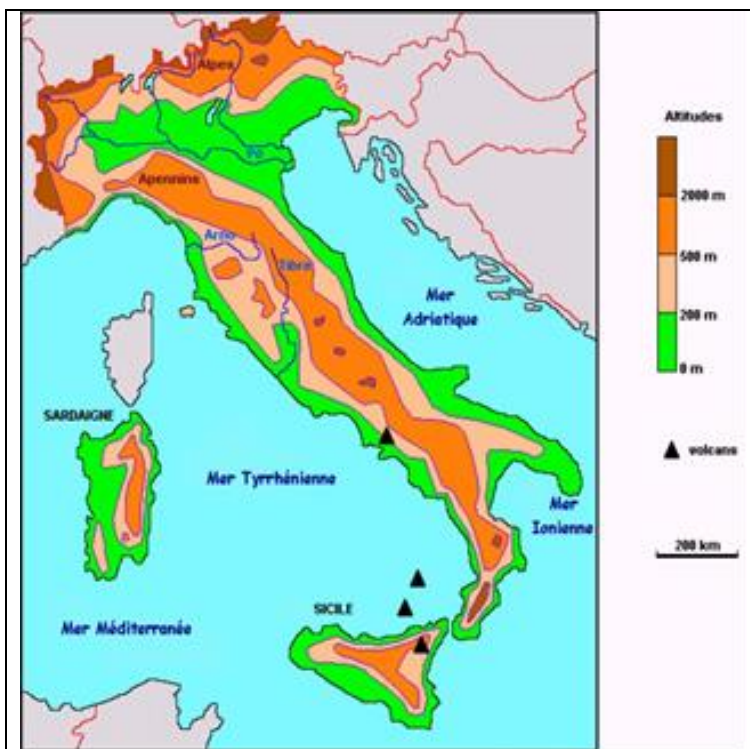 Alpes
Pô
Apennins
Arno
Tibre
Mer
Adriatique
SARDAIGNE
Mer Tyrrhénienne
Mer
Ionienne
SICILE
Mer Méditerranée
Altitudes
2000 m
500 m
200 m
0 m
volcans
200 km